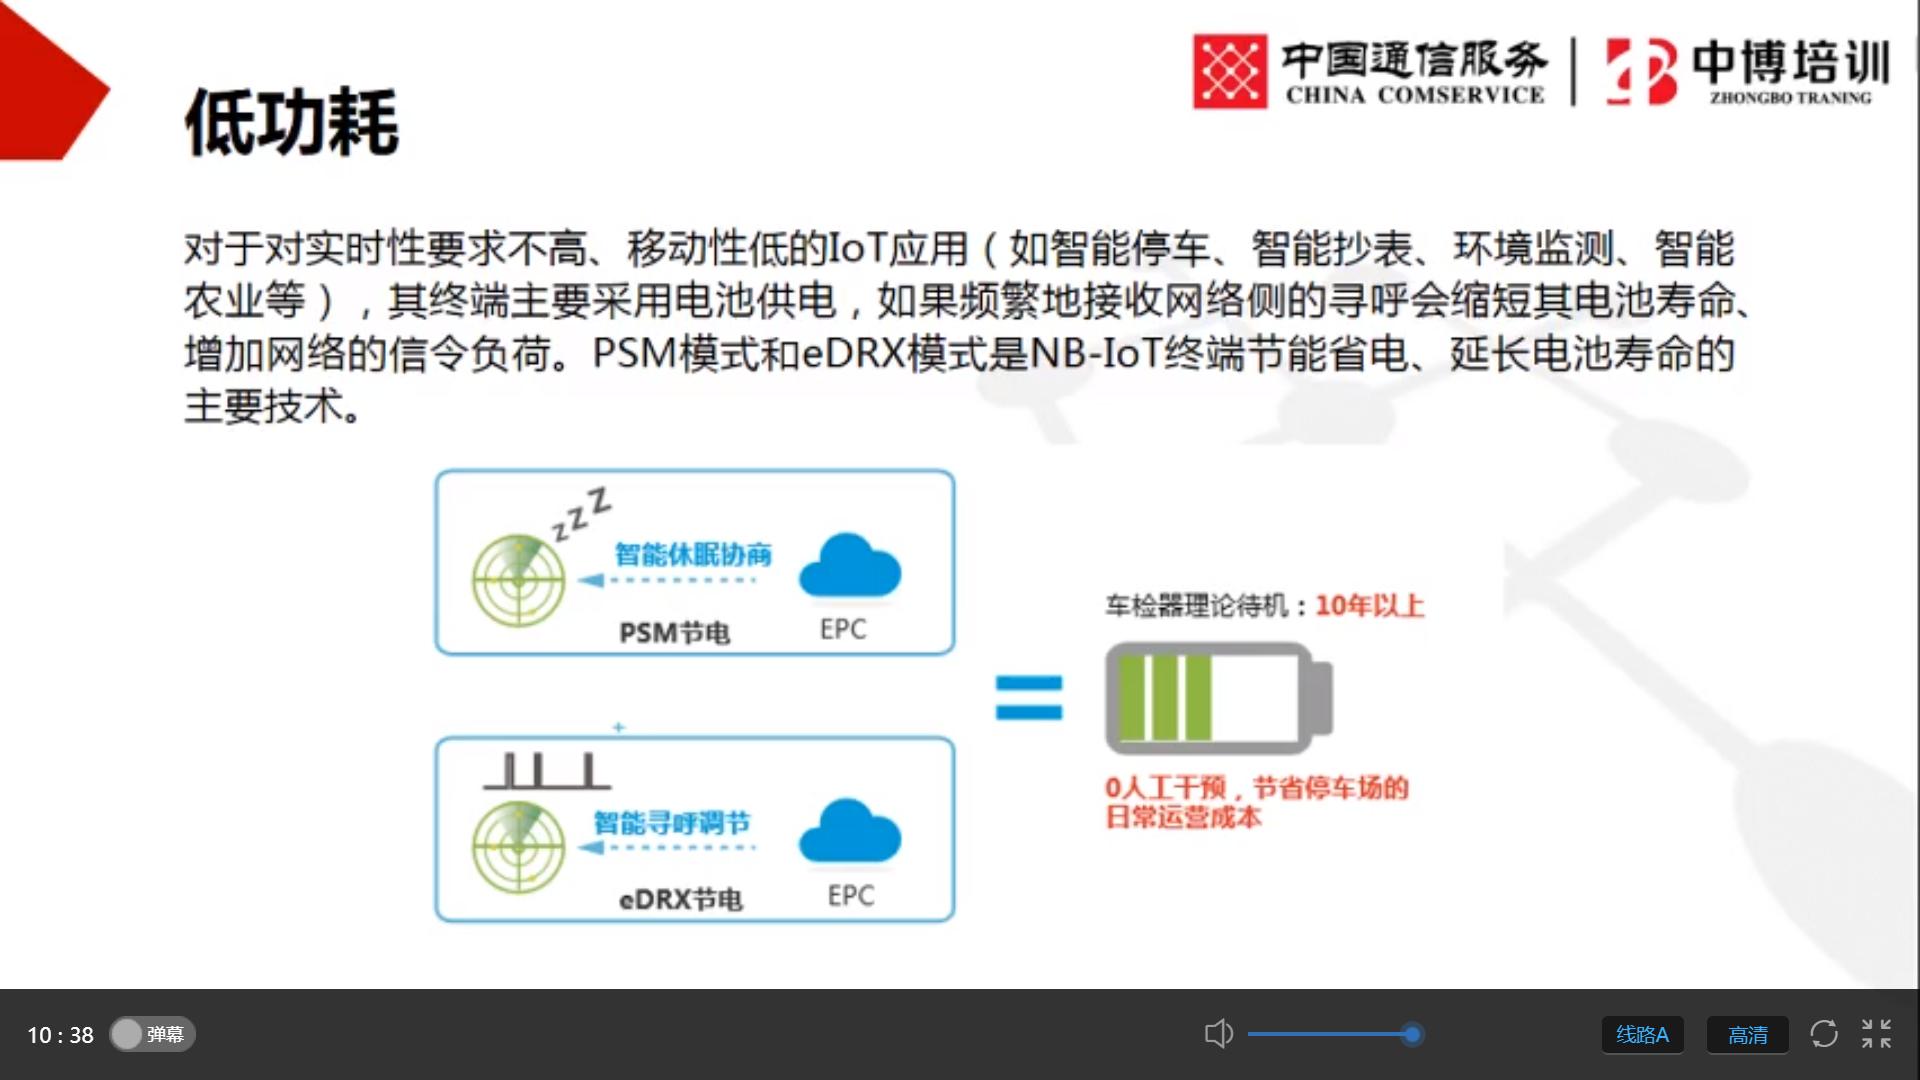 中国通信服务
CHINA COMSERVICE
中博培训
ZHONGBO TRANING
低功耗
对于对实时性要求不高、移动性低的IoT应用（如智能停车、智能抄表、环境监测、智能
农业等），其终端主要采用电池供电，如果频繁地接收网络侧的寻呼会缩短其电池寿命、
增加网络的信令负荷。PSM模式和eDRX模式是NB-IoT终端节能省电、延长电池寿命的
主要技术。
zzZ
智能休眠协商
PSM节电
EPC
+
智能寻呼调节
eDRX节电
EPC
=
车检器理论待机：10年以上
0人工干预，节省停车场的
日常运营成本
10 : 38
弹幕
线路A
高清